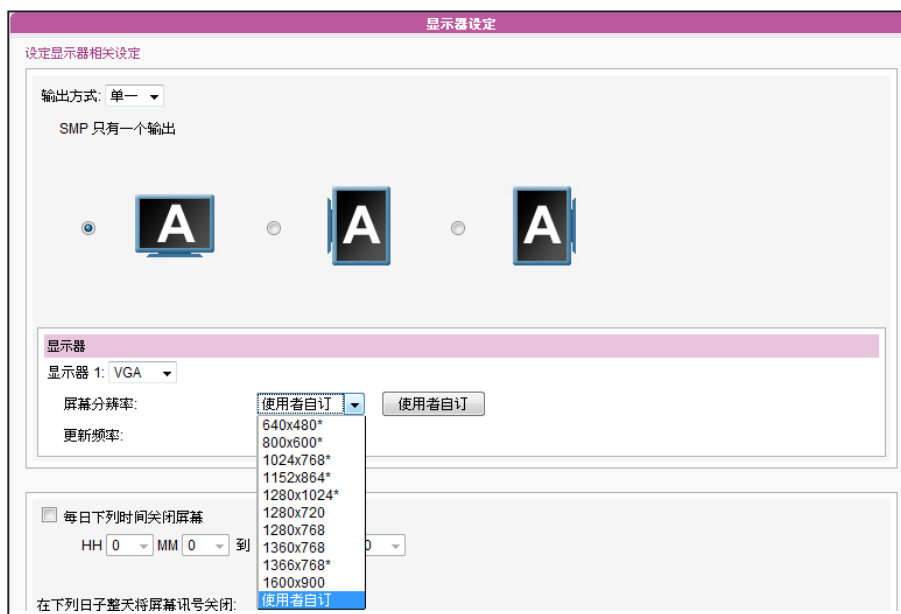 显示器设定
设定显示器相关设定
输出方式: 单一
SMP 只有一个输出
A
A
A
显示器
显示器 1: VGA
屏幕分辨率: 使用者自订 使用者自订
更新频率:
640x480*
800x600*
1024x768*
1152x864*
1280x1024*
1280x720
1280x768
1360x768
1366x768*
1600x900
使用者自订
每日下列时间关闭屏幕
HH 0 MM 0 到 0
在下列日子整天将屏幕讯号关闭: